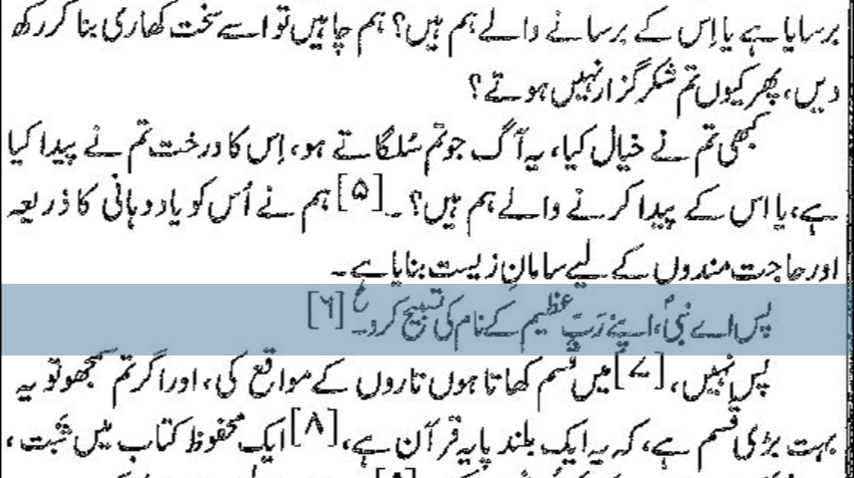 برسایا ہے یا اِس کے برسانے والے ہم ہیں؟ ہم چاہیں تو اسے سخت کھاری بنا کر رکھ
دیں، پھر کیوں تم شکر گزار نہیں ہوتے؟
کبھی تم نے خیال کیا، یہ آگ جو تم سُلگاتے ہو، اِس کا درخت تم نے پیدا کیا
ہے، یا اس کے پیدا کرنے والے ہم ہیں؟ ۔[۵] ہم نے اُس کو یاد دہانی کا ذریعہ
اور حاجت مندوں کے لیے سامانِ زیست بنایا ہے۔
پس اے نبیؐ، اپنے رَبِّ عظیم کے نام کی تسبیح کرو۔ ع [۶]
پس نہیں، [۷] میں قسم کھاتا ہوں تاروں کے مواقع کی، اور اگر تم سمجھو تو یہ
بہت بڑی قسم ہے، کہ یہ ایک بلند پایہ قرآن ہے، [۸] ایک محفوظ کتاب میں ثبت،